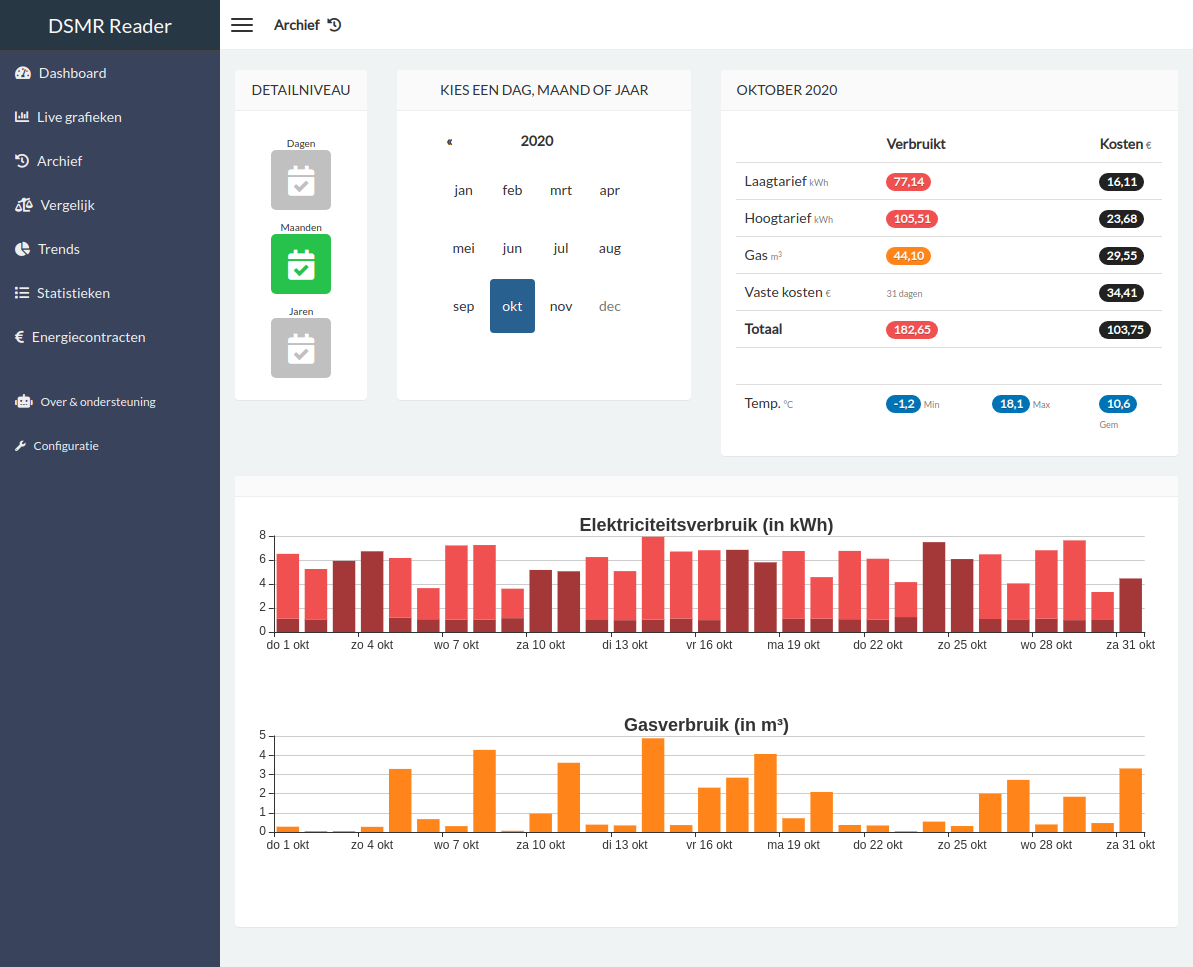 DSMR Reader
Archief
Dashboard
Live grafieken
Archief
Vergelijk
Trends
Statistieken
€ Energiecontracten
Over & ondersteuning
Configuratie
DETAILNIVEAU
Dagen
Maanden
Jaren
KIES EEN DAG, MAAND OF JAAR
« 2020
jan feb mrt apr
mei jun jul aug
sep okt nov dec
OKTOBER 2020
Verbruikt Kosten €
Laagtarief kWh 77,14 16,11
Hoogtarief kWh 105,51 23,68
Gas m³ 44,10 29,55
Vaste kosten € 31 dagen 34,41
Totaal 182,65 103,75
Temp. °C -1,2 Min 18,1 Max 10,6
Gem
Elektriciteitsverbruik (in kWh)
8
6
4
2
0
do 1 okt zo 4 okt wo 7 okt za 10 okt di 13 okt vr 16 okt ma 19 okt do 22 okt zo 25 okt wo 28 okt za 31 okt
Gasverbruik (in m³)
5
4
3
2
1
0
do 1 okt zo 4 okt wo 7 okt za 10 okt di 13 okt vr 16 okt ma 19 okt do 22 okt zo 25 okt wo 28 okt za 31 okt